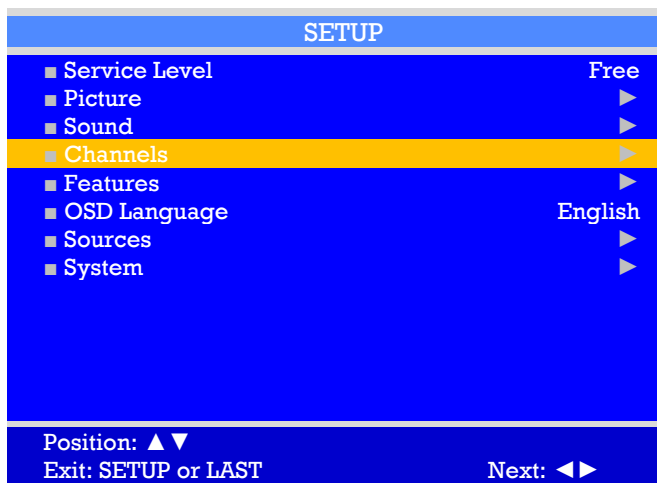 SETUP
■ Service Level Free
■ Picture ►
■ Sound ►
■ Channels ►
■ Features ►
■ OSD Language English
■ Sources ►
■ System ►
Position: ▲▼
Exit: SETUP or LAST Next: ◄►